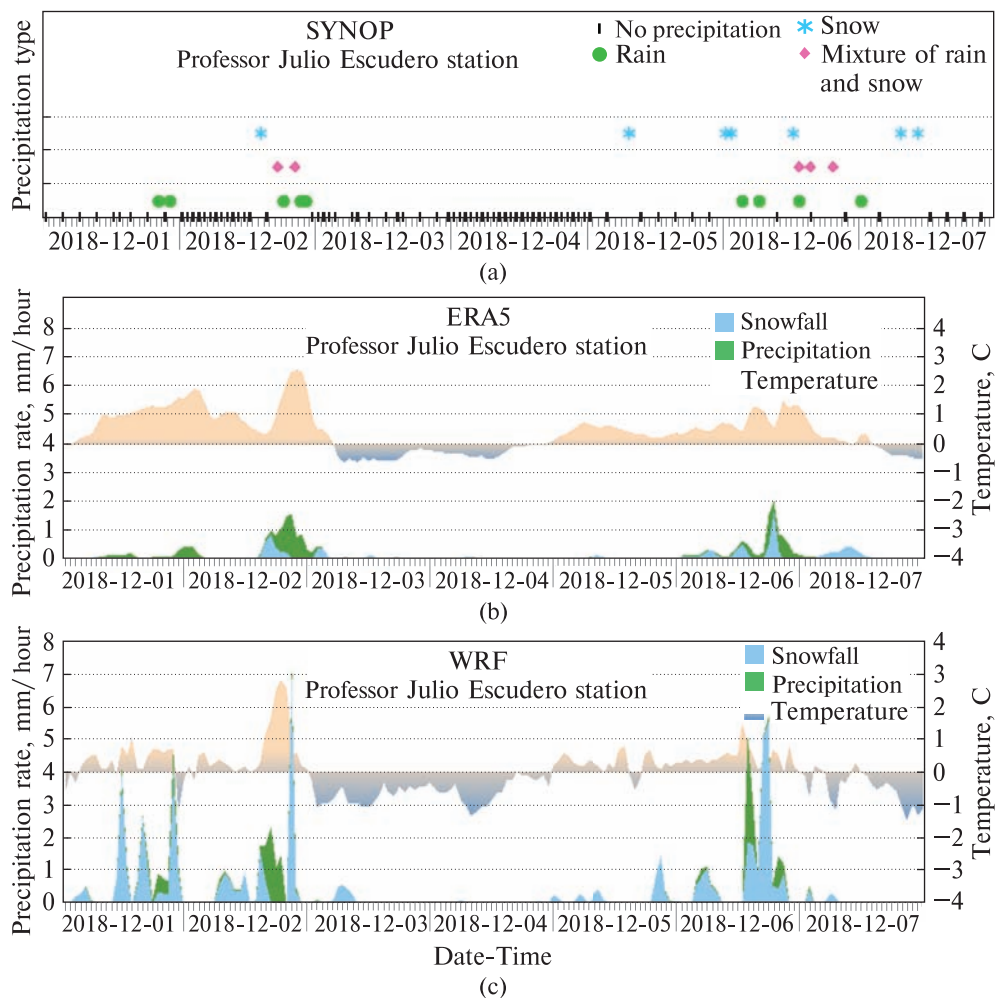 SYNOP
Professor Julio Escudero station
No precipitation
Rain
Snow
Mixture of rain
and snow
Precipitation type
2018-12-01 2018-12-02 2018-12-03 2018-12-04 2018-12-05 2018-12-06 2018-12-07
(a)
ERA5
Professor Julio Escudero station
Snowfall
Precipitation
Temperature
Precipitation rate, mm/hour
8
7
6
5
4
3
2
1
0
4
3
2
1
0
−1
−2
−3
−4
Temperature, C
2018-12-01 2018-12-02 2018-12-03 2018-12-04 2018-12-05 2018-12-06 2018-12-07
(b)
WRF
Professor Julio Escudero station
Snowfall
Precipitation
Temperature
Precipitation rate, mm/hour
8
7
6
5
4
3
2
1
0
4
3
2
1
0
−1
−2
−3
−4
Temperature, C
2018-12-01 2018-12-02 2018-12-03 2018-12-04 2018-12-05 2018-12-06 2018-12-07
Date-Time
(c)